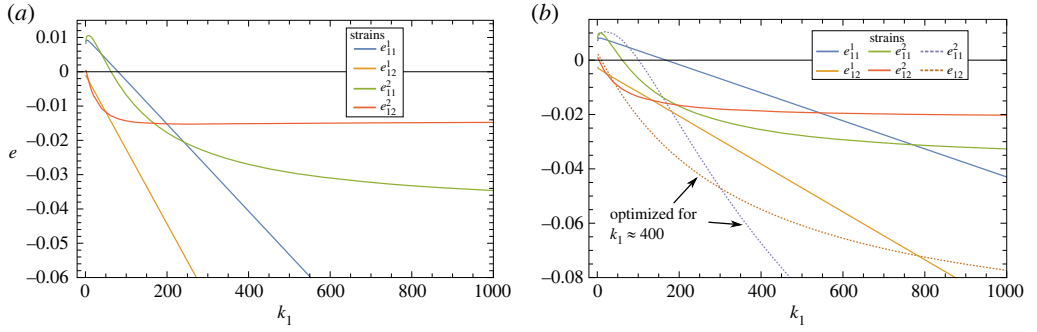 (a)
0.01
0
–0.01
–0.02
–0.03
–0.04
–0.05
–0.06
e
0 200 400 600 800 1000
k₁
strains
e¹₁₁
e¹₁₂
e²₁₁
e²₁₂
(b)
0.02
0
–0.02
–0.04
–0.06
–0.08
0 200 400 600 800 1000
k₁
strains
e¹₁₁ e²₁₁ e²₁₁
e¹₁₂ e²₁₂ e₁₂
optimized for
k₁ ≈ 400